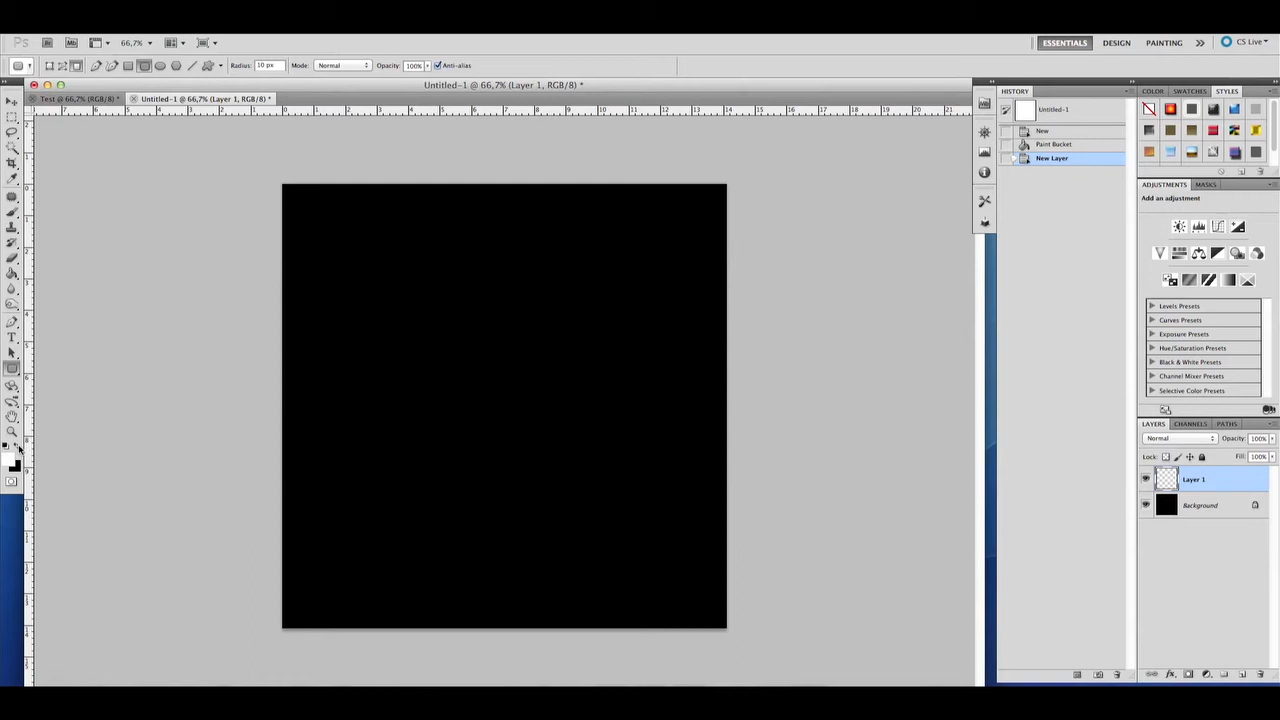 Ps Br Mb 66,7% ESSENTIALS DESIGN PAINTING CS Live
Radius: 10 px Mode: Normal Opacity: 100% Anti-alias
Untitled-1 @ 66,7% (Layer 1, RGB/8) *
Test @ 66,7% (RGB/8) * Untitled-1 @ 66,7% (Layer 1, RGB/8) *
HISTORY
Untitled-1
New
Paint Bucket
New Layer
COLOR SWATCHES STYLES
ADJUSTMENTS MASKS
Add an adjustment
Levels Presets
Curves Presets
Exposure Presets
Hue/Saturation Presets
Black & White Presets
Channel Mixer Presets
Selective Color Presets
LAYERS CHANNELS PATHS
Normal Opacity: 100%
Lock: Fill: 100%
Layer 1
Background